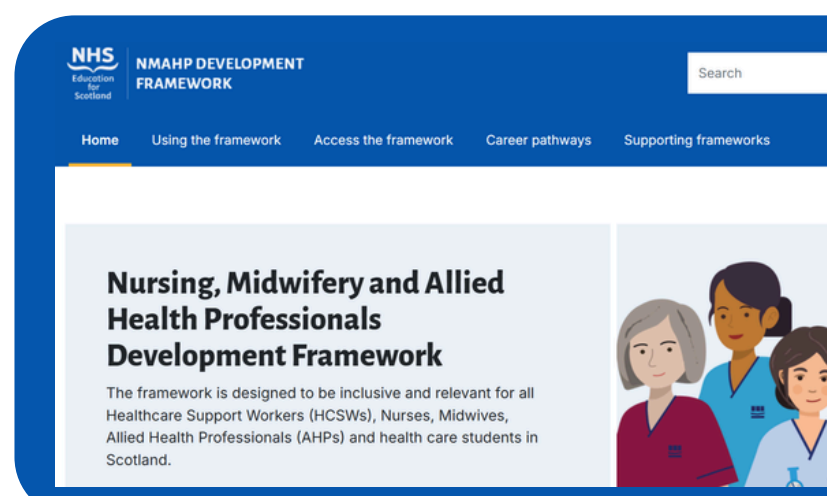 NHS
Education
for
Scotland
NMAHP DEVELOPMENT
FRAMEWORK
Search
Home
Using the framework
Access the framework
Career pathways
Supporting frameworks
Nursing, Midwifery and Allied
Health Professionals
Development Framework
The framework is designed to be inclusive and relevant for all
Healthcare Support Workers (HCSWs), Nurses, Midwives,
Allied Health Professionals (AHPs) and health care students in
Scotland.